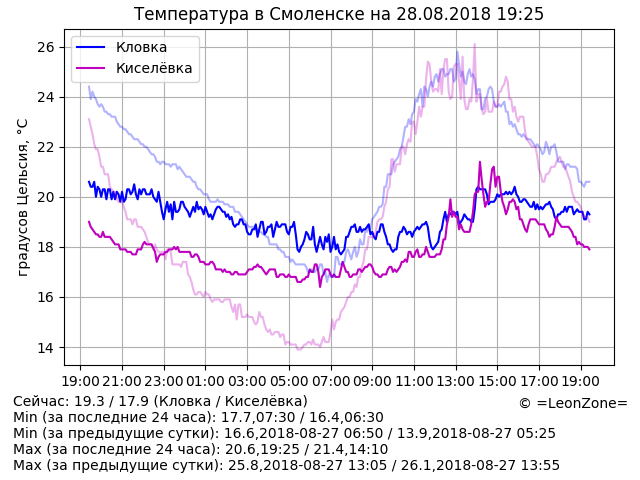 Температура в Смоленске на 28.08.2018 19:25
Кловка
Киселёвка
градусов Цельсия, °C
26
24
22
20
18
16
14
19:00 21:00 23:00 01:00 03:00 05:00 07:00 09:00 11:00 13:00 15:00 17:00 19:00
Сейчас: 19.3 / 17.9 (Кловка / Киселёвка)
© =LeonZone=
Min (за последние 24 часа): 17.7,07:30 / 16.4,06:30
Min (за предыдущие сутки): 16.6,2018-08-27 06:50 / 13.9,2018-08-27 05:25
Max (за последние 24 часа): 20.6,19:25 / 21.4,14:10
Max (за предыдущие сутки): 25.8,2018-08-27 13:05 / 26.1,2018-08-27 13:55